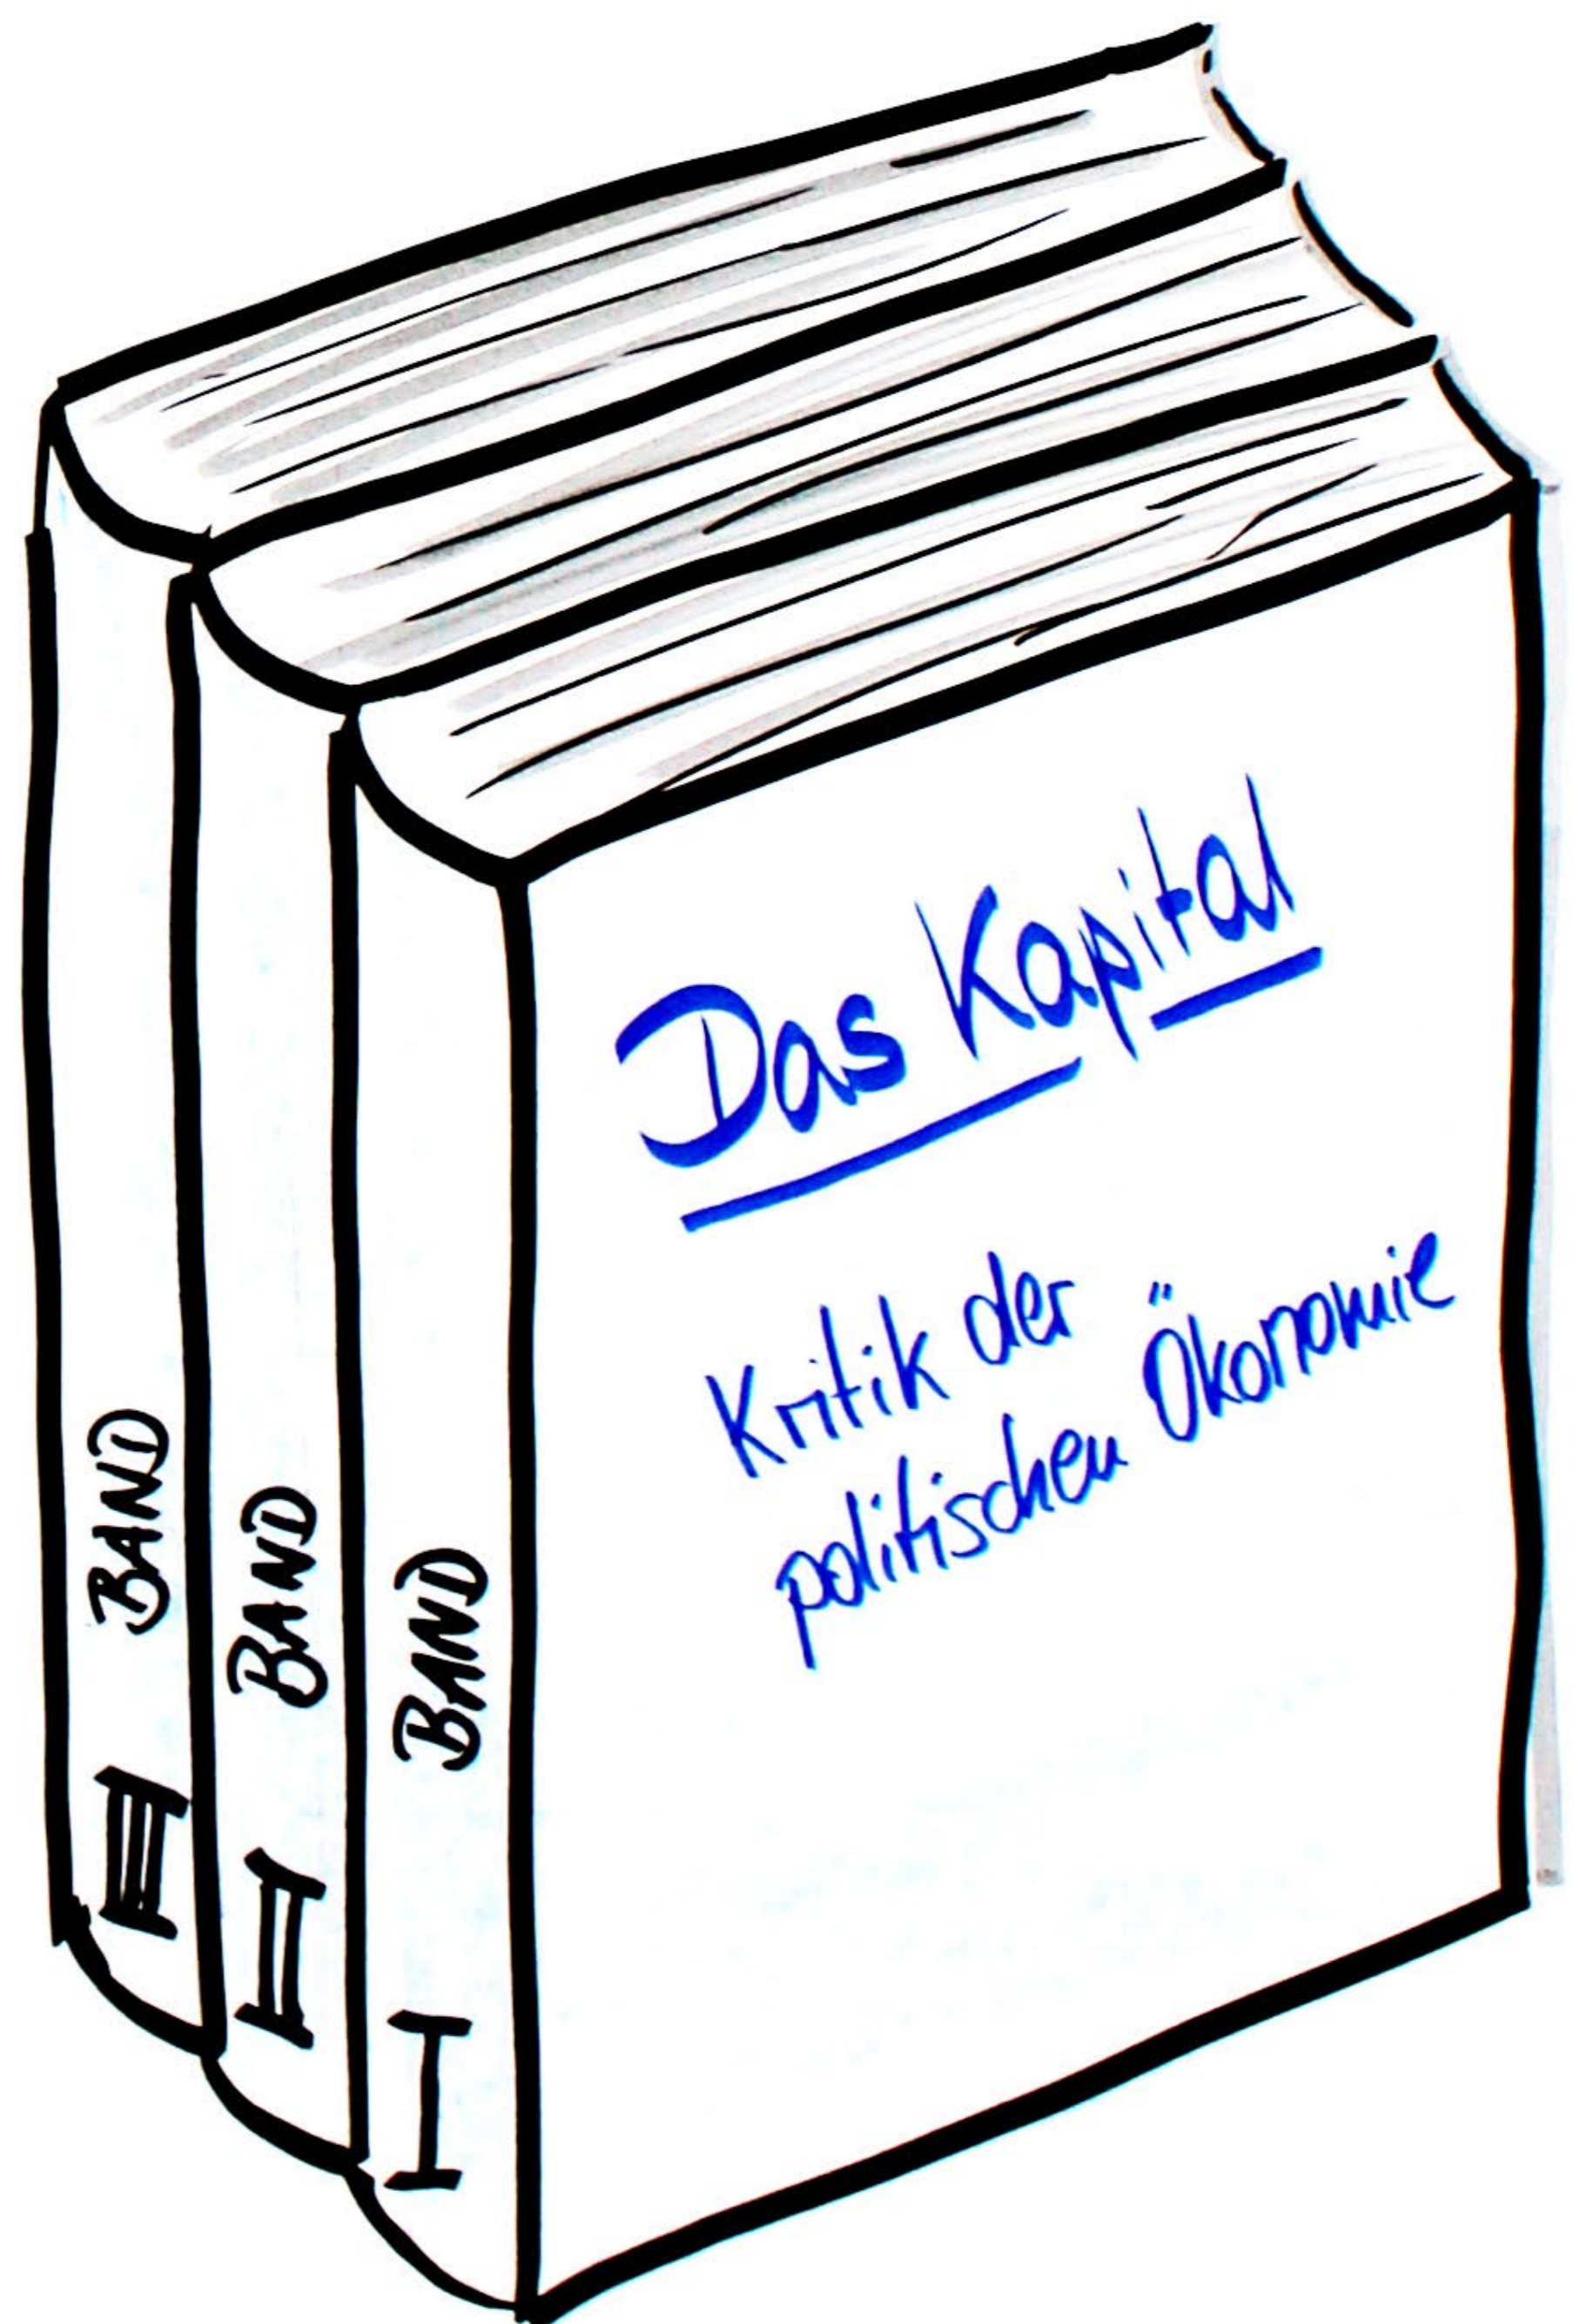 Das Kapital
Kritik der
politischen Ökonomie
BAND III
BAND II
BAND I